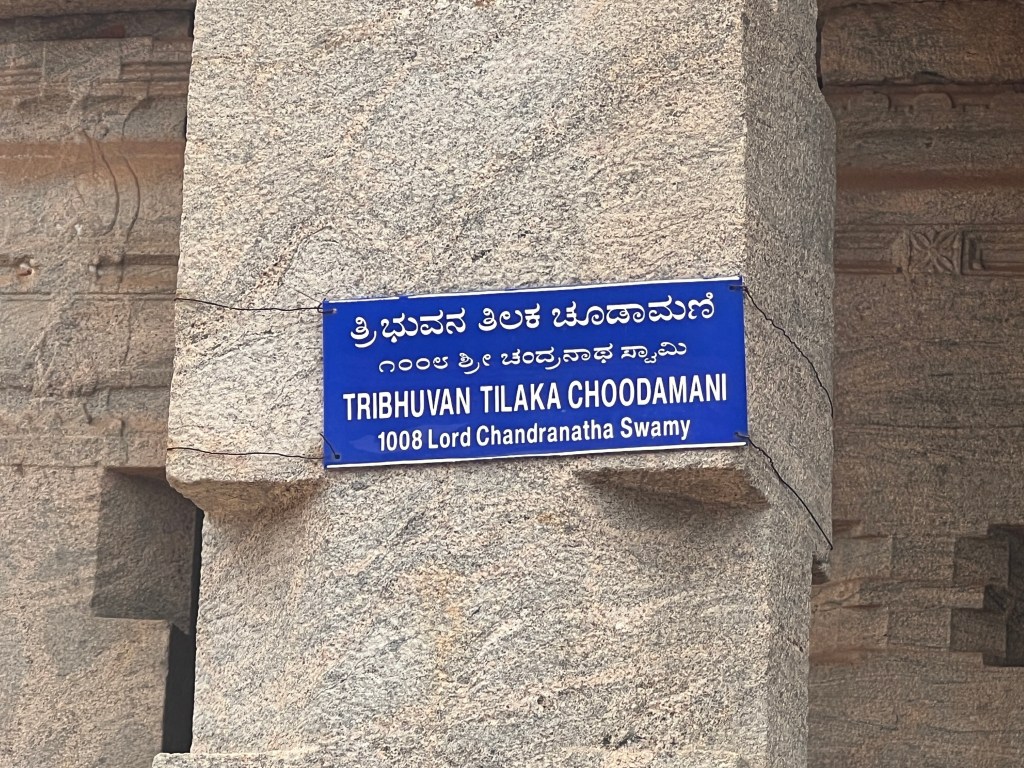 ತ್ರಿಭುವನ ತಿಲಕ ಚೂಡಾಮಣಿ
೧೦೦೮ ಶ್ರೀ ಚಂದ್ರನಾಥ ಸ್ವಾಮಿ
TRIBHUVAN TILAKA CHOODAMANI
1008 Lord Chandranatha Swamy